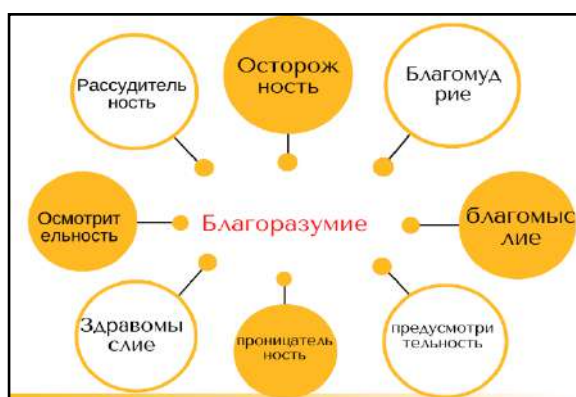 Рассудитель
ность
Осторож
ность
Благомуд
рие
Осмотрит
ельность
Благоразумие
благомыс
лие
Здравомы
слие
проницатель
ность
предусмотри
тельность